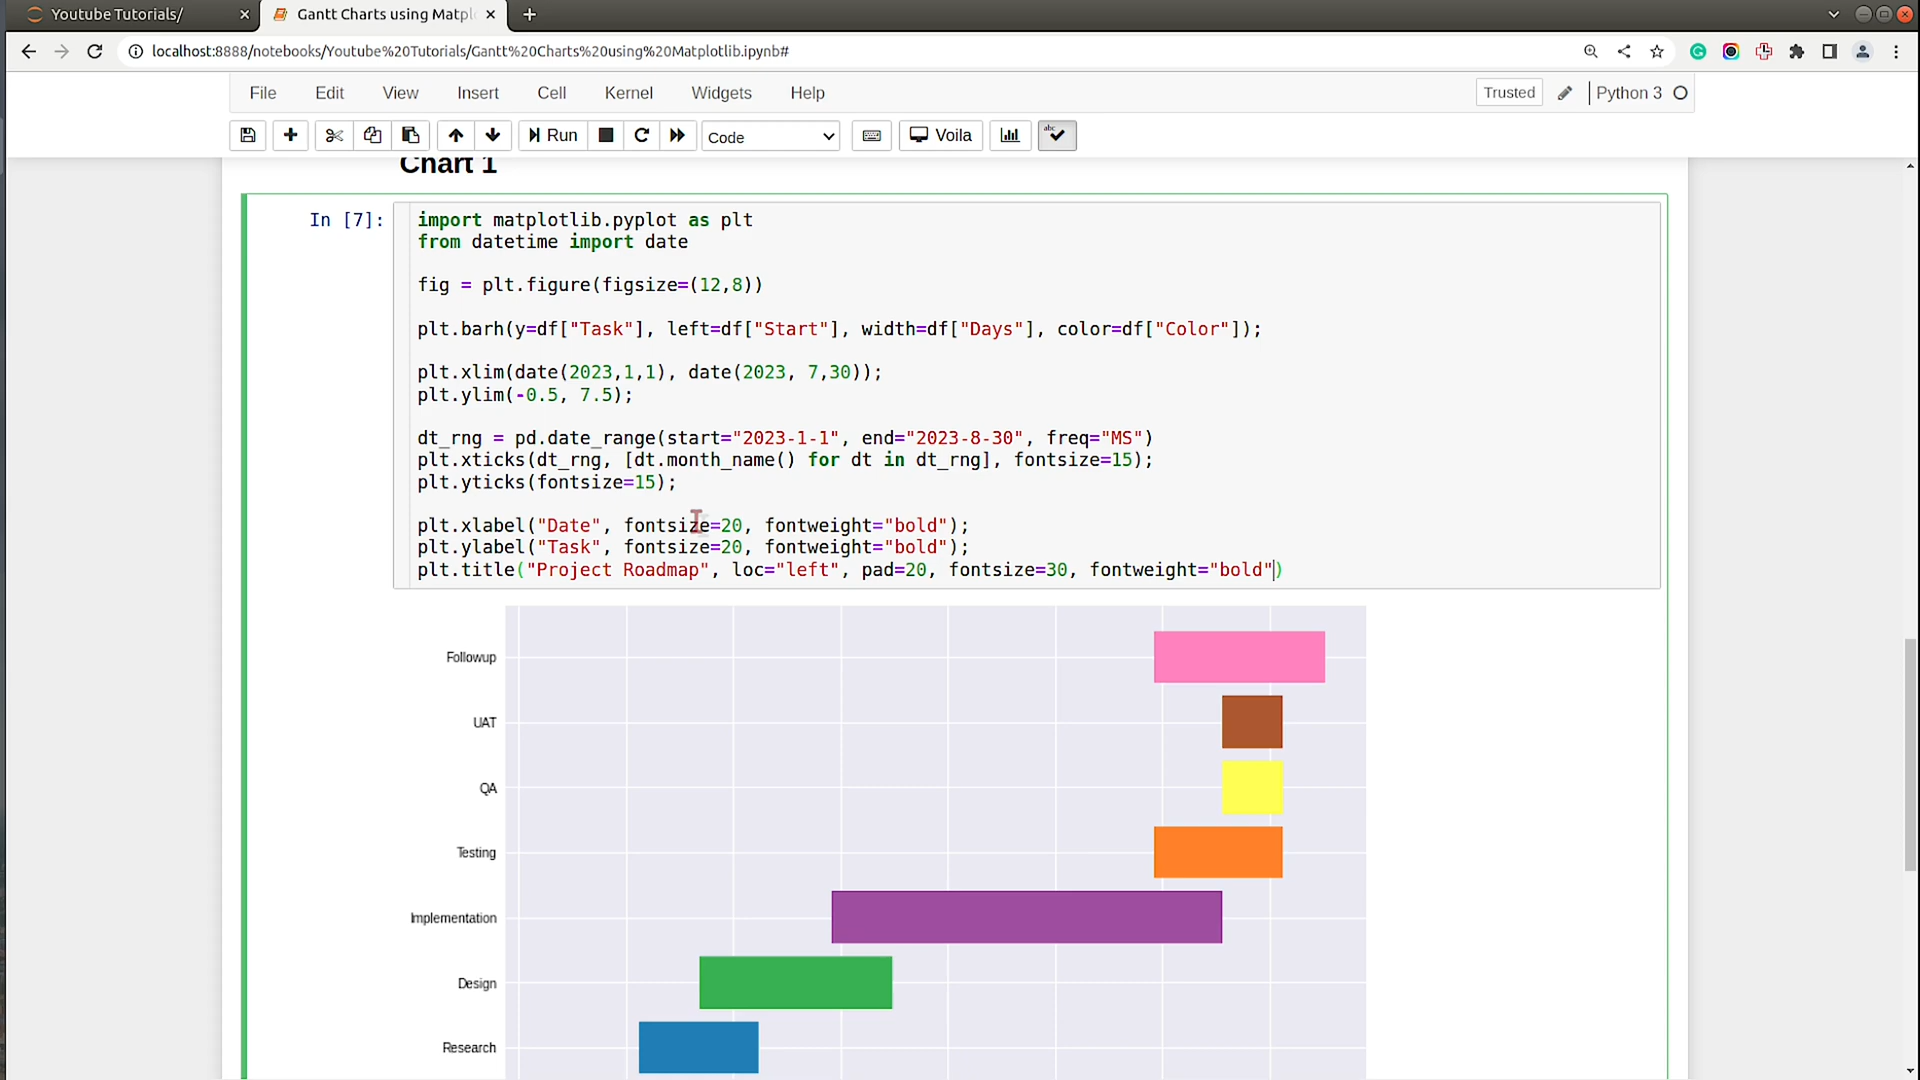 Youtube Tutorials/
Gantt Charts using Matpl
localhost:8888/notebooks/Youtube%20Tutorials/Gantt%20Charts%20using%20Matplotlib.ipynb#
File Edit View Insert Cell Kernel Widgets Help Trusted Python 3
Run Code Voila abc
Chart 1
In [7]:
import matplotlib.pyplot as plt
from datetime import date
fig = plt.figure(figsize=(12,8))
plt.barh(y=df["Task"], left=df["Start"], width=df["Days"], color=df["Color"]);
plt.xlim(date(2023,1,1), date(2023, 7,30));
plt.ylim(-0.5, 7.5);
dt_rng = pd.date_range(start="2023-1-1", end="2023-8-30", freq="MS")
plt.xticks(dt_rng, [dt.month_name() for dt in dt_rng], fontsize=15);
plt.yticks(fontsize=15);
plt.xlabel("Date", fontsize=20, fontweight="bold");
plt.ylabel("Task", fontsize=20, fontweight="bold");
plt.title("Project Roadmap", loc="left", pad=20, fontsize=30, fontweight="bold")
Followup
UAT
QA
Testing
Implementation
Design
Research